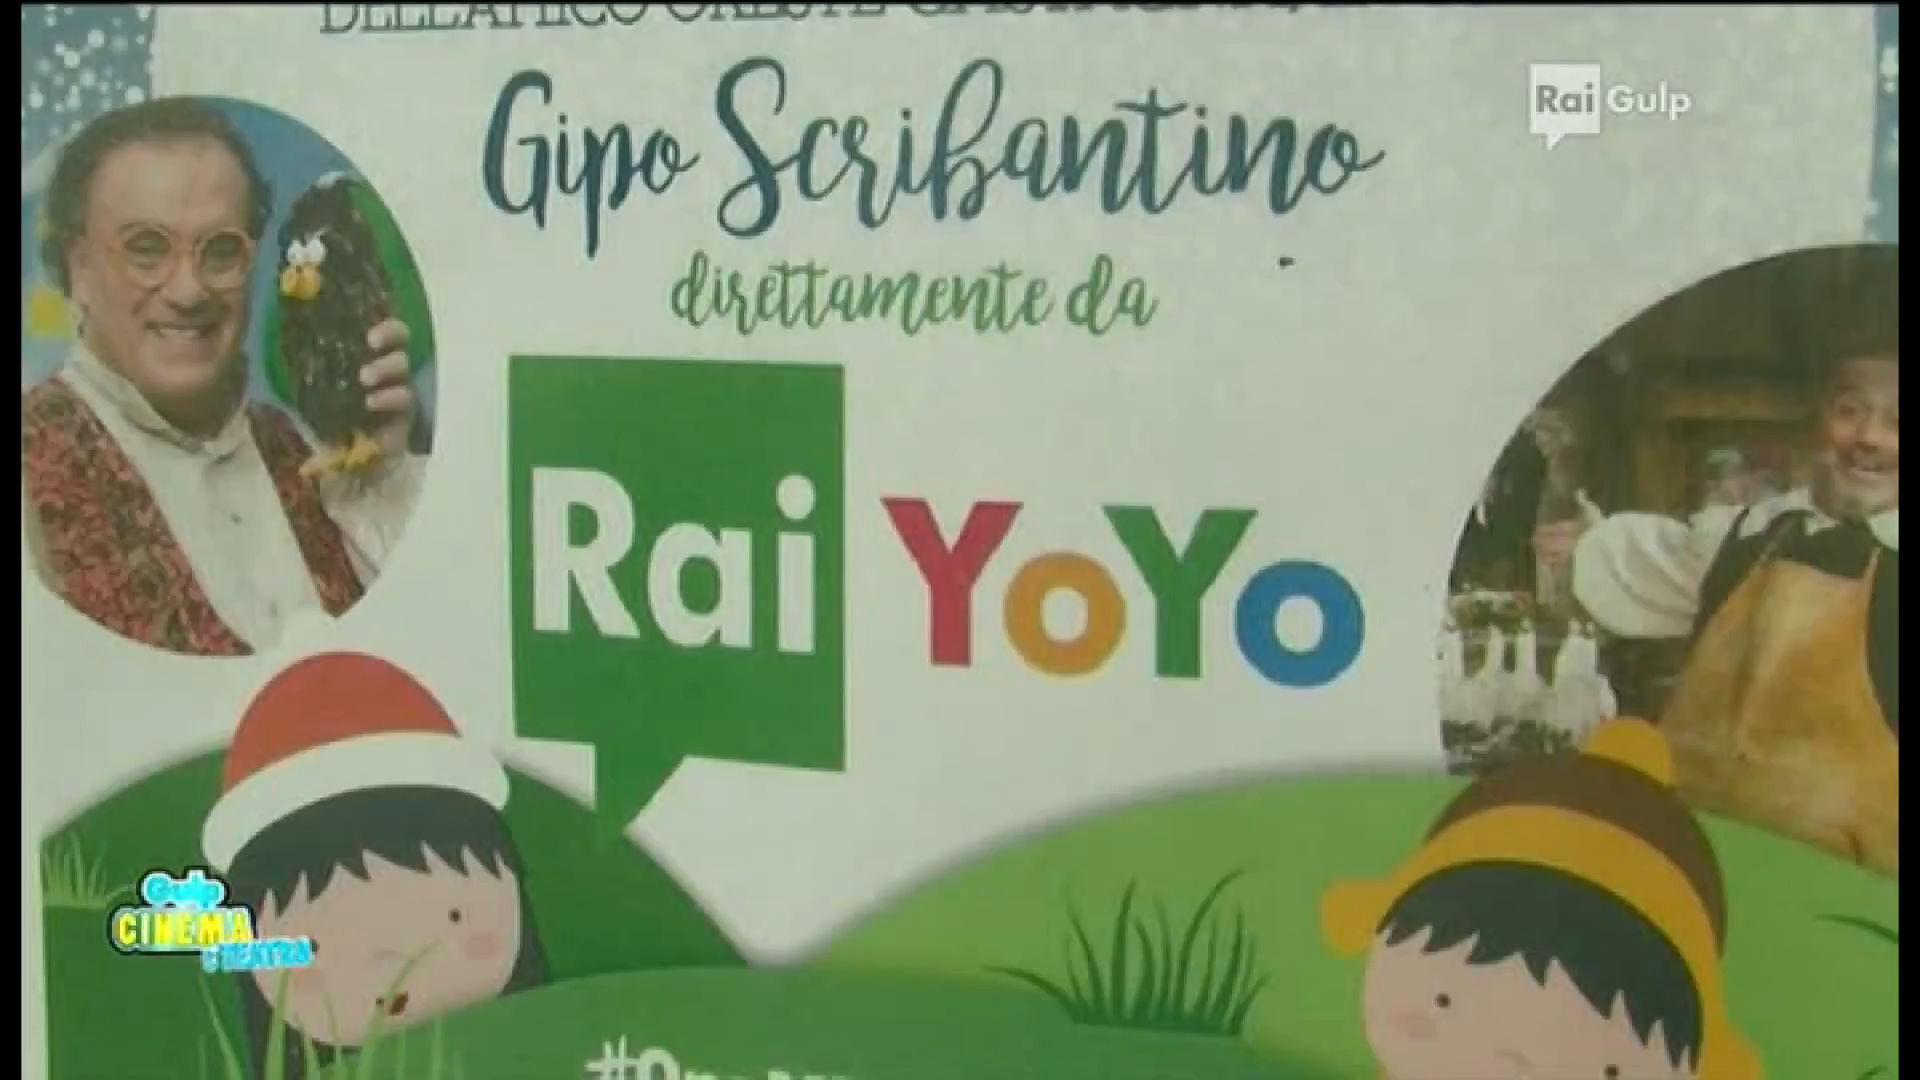 Gipo Scribantino
Rai Gulp
direttamente da
Rai YoYo
Gulp
CINEMA